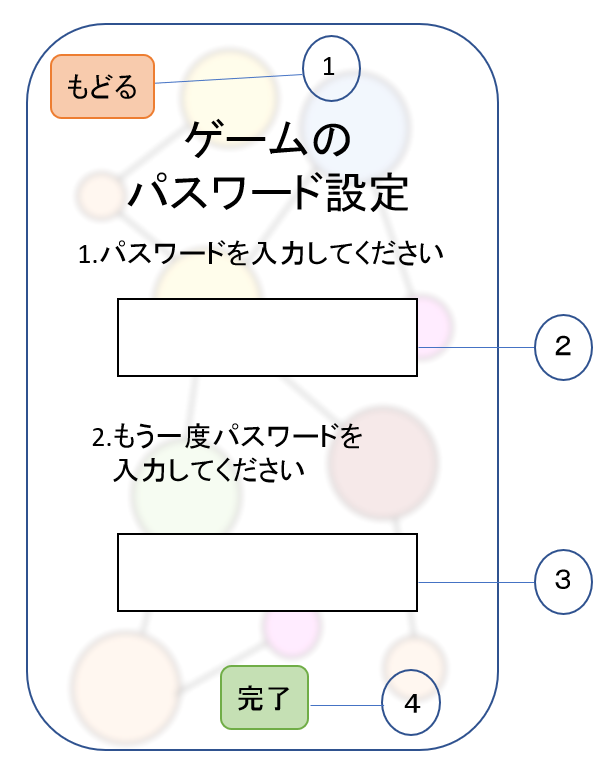 もどる
1
ゲームの
パスワード設定
1.パスワードを入力してください
2
2.もう一度パスワードを
入力してください
3
完了
4